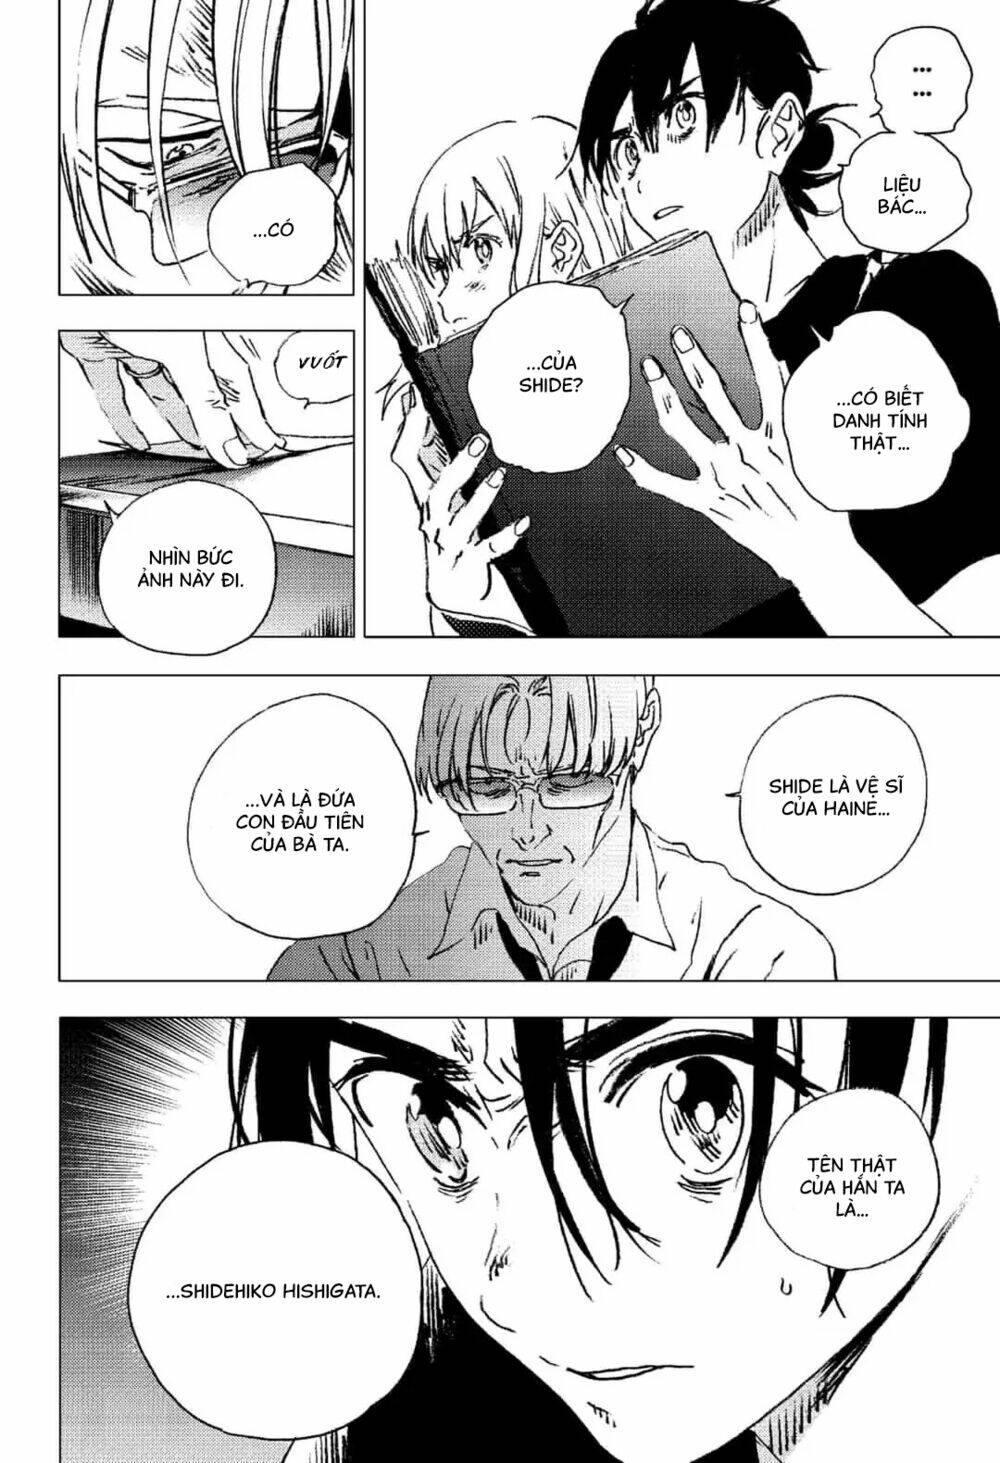 ...
...
LIỆU
BÁC...
...CÓ BIẾT
DANH TÍNH
THẬT...
...CỦA
SHIDE?
...CÓ
VUỐT
NHÌN BỨC
ẢNH NÀY ĐI.
SHIDE LÀ VỆ SĨ
CỦA HAINE...
...VÀ LÀ ĐỨA
CON ĐẦU TIÊN
CỦA BÀ TA.
TÊN THẬT
CỦA HẮN TA
LÀ...
...SHIDEHIKO HISHIGATA.